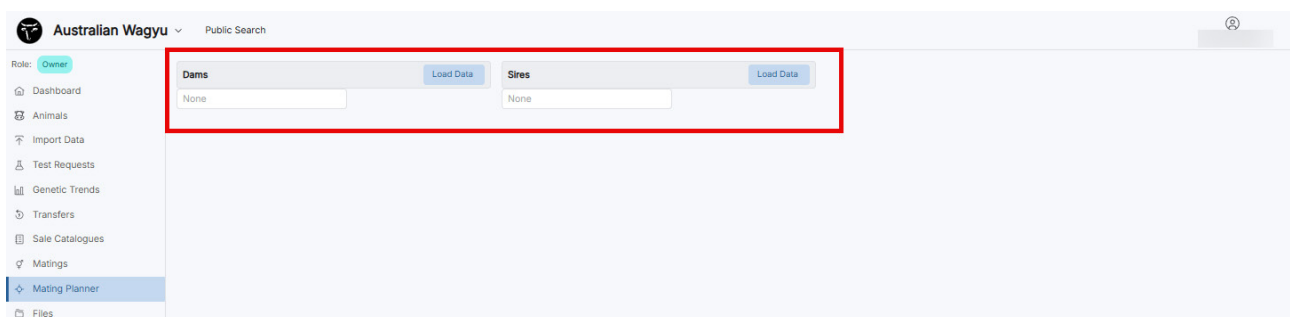 Australian Wagyu
Public Search
Role: Owner
Dashboard
Animals
Import Data
Test Requests
Genetic Trends
Transfers
Sale Catalogues
Matings
Mating Planner
Files
Dams
Load Data
None
Sires
Load Data
None